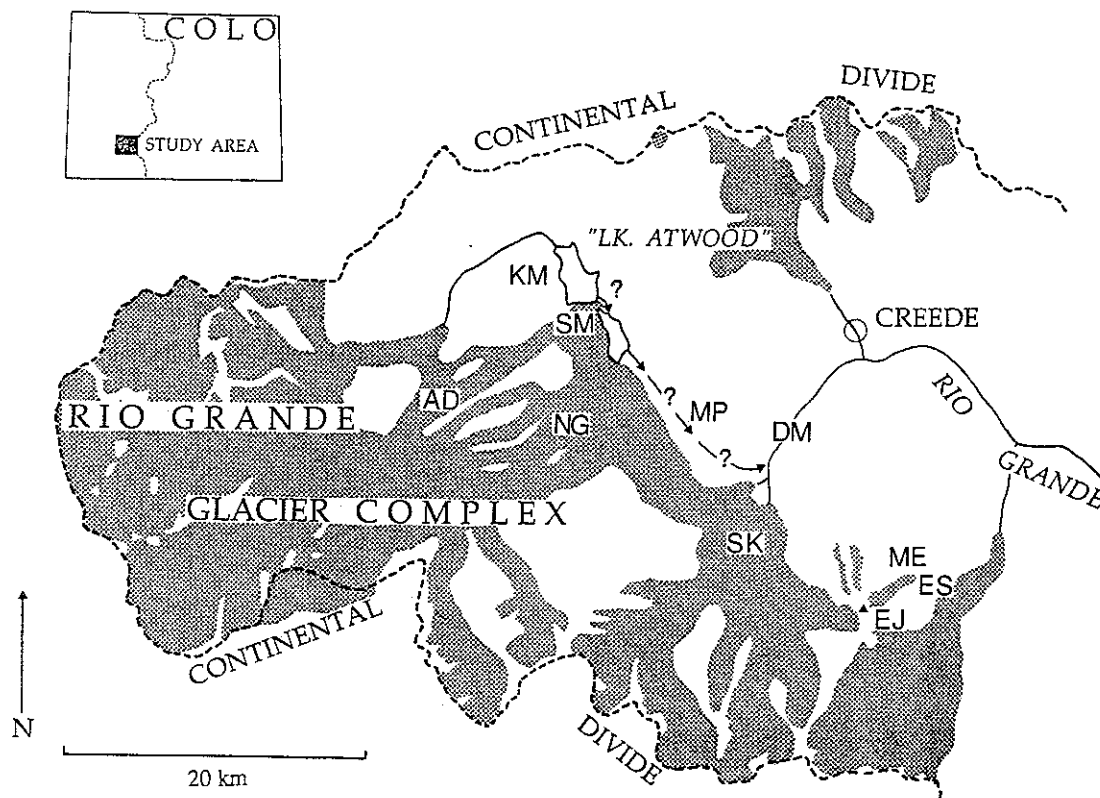 COLO
STUDY AREA
DIVIDE
CONTINENTAL
"LK. ATWOOD"
KM
?
SM
CREEDE
RIO
GRANDE
AD
RIO GRANDE
NG
?
MP
DM
?
GLACIER COMPLEX
SK
ME
ES
EJ
CONTINENTAL
DIVIDE
N
20 km